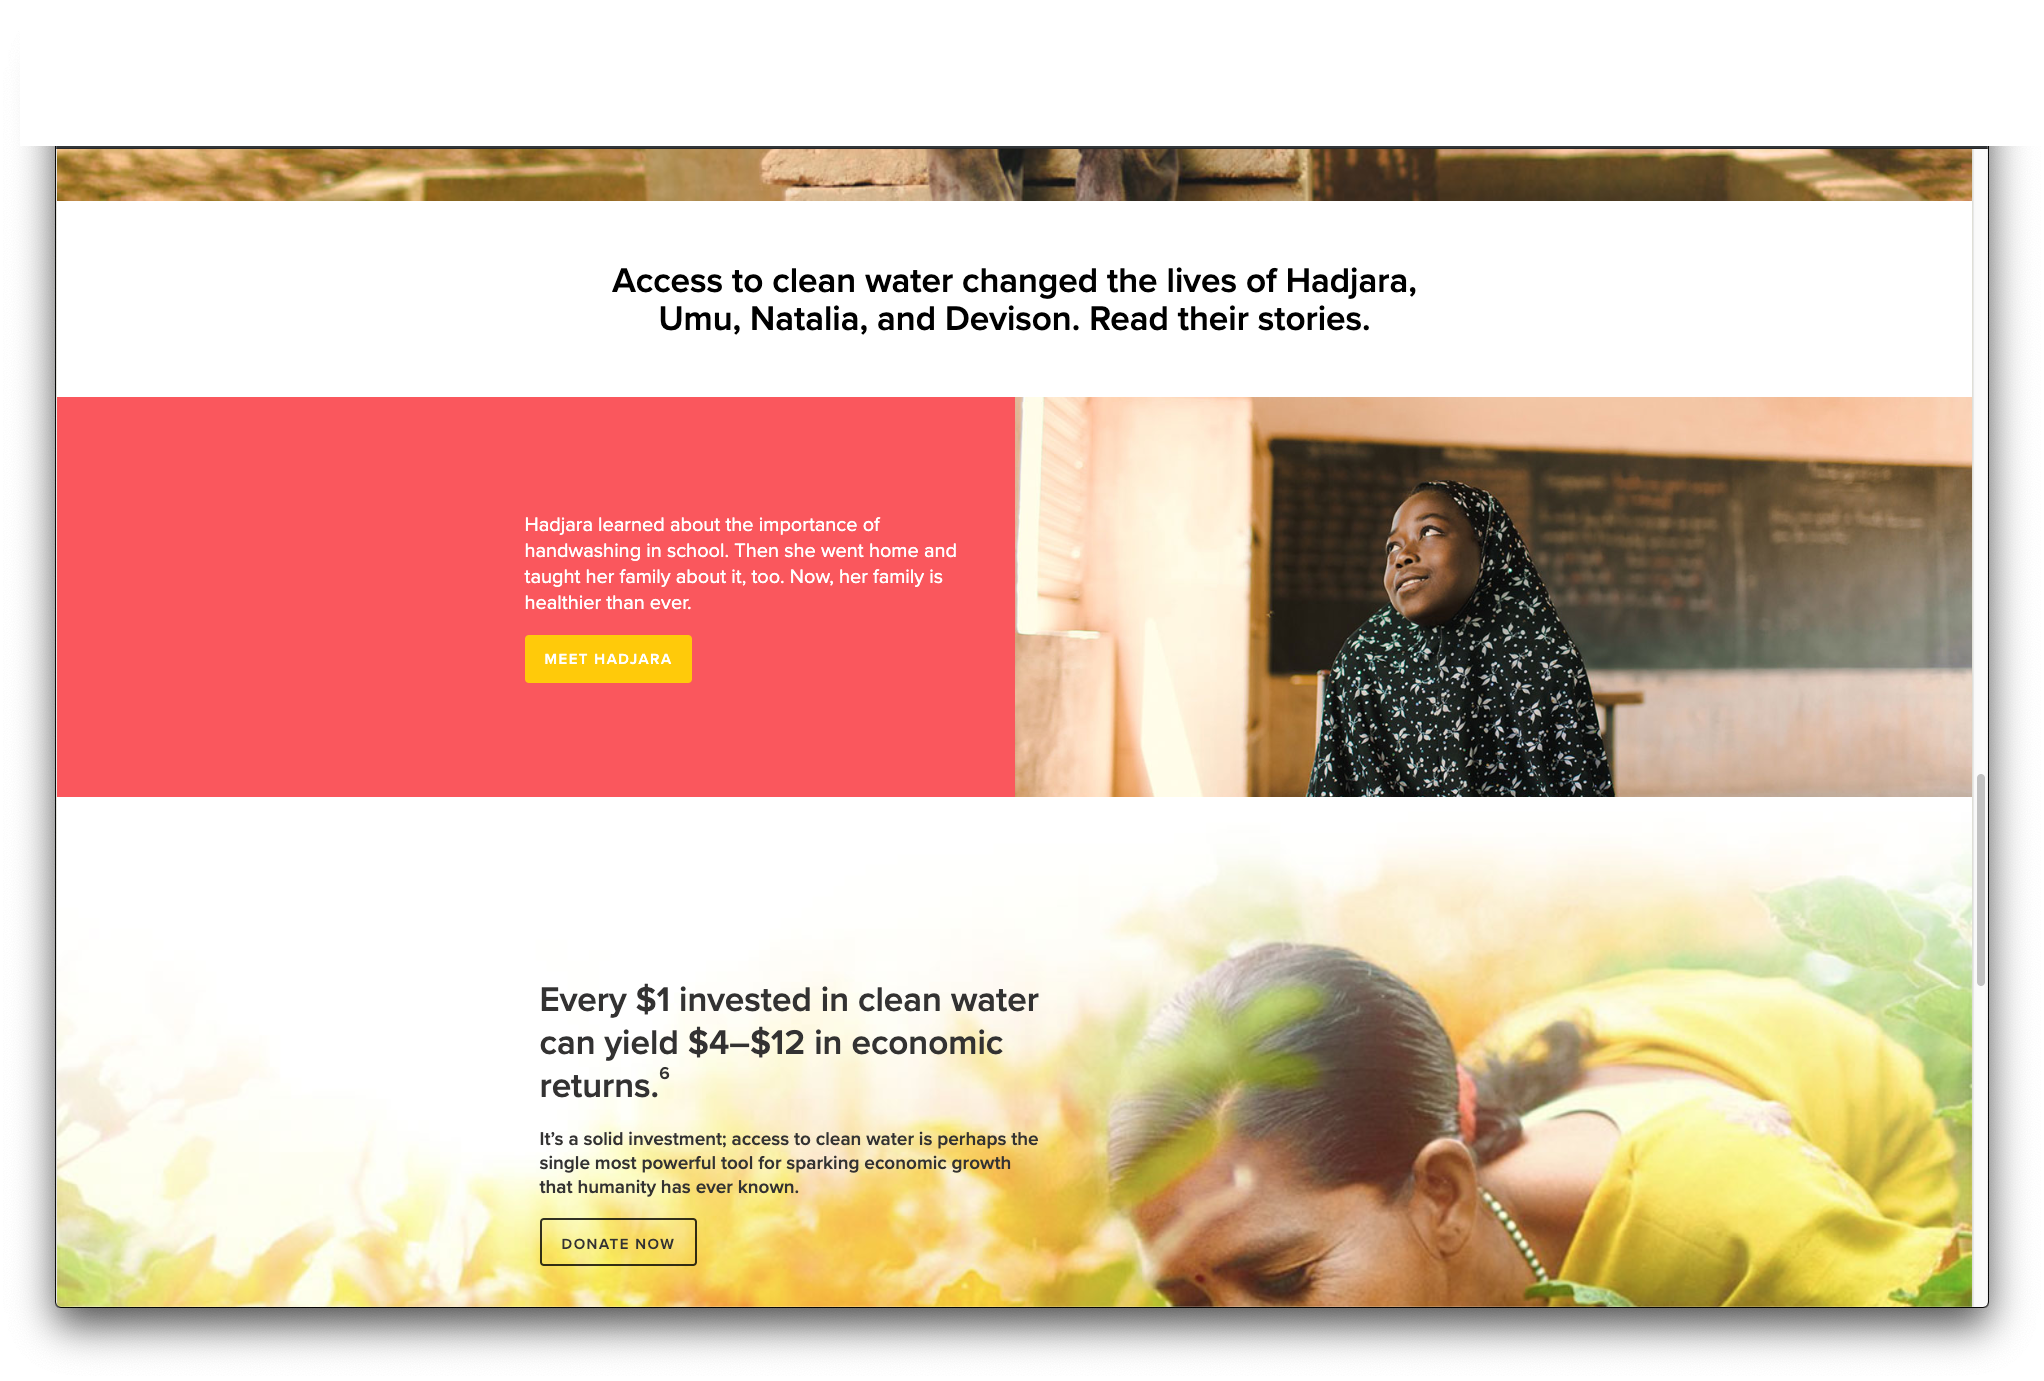 Access to clean water changed the lives of Hadjara,
Umu, Natalia, and Devison. Read their stories.
Hadjara learned about the importance of
handwashing in school. Then she went home and
taught her family about it, too. Now, her family is
healthier than ever.
MEET HADJARA
Every $1 invested in clean water
can yield $4–$12 in economic
returns.6
It’s a solid investment; access to clean water is perhaps the
single most powerful tool for sparking economic growth
that humanity has ever known.
DONATE NOW